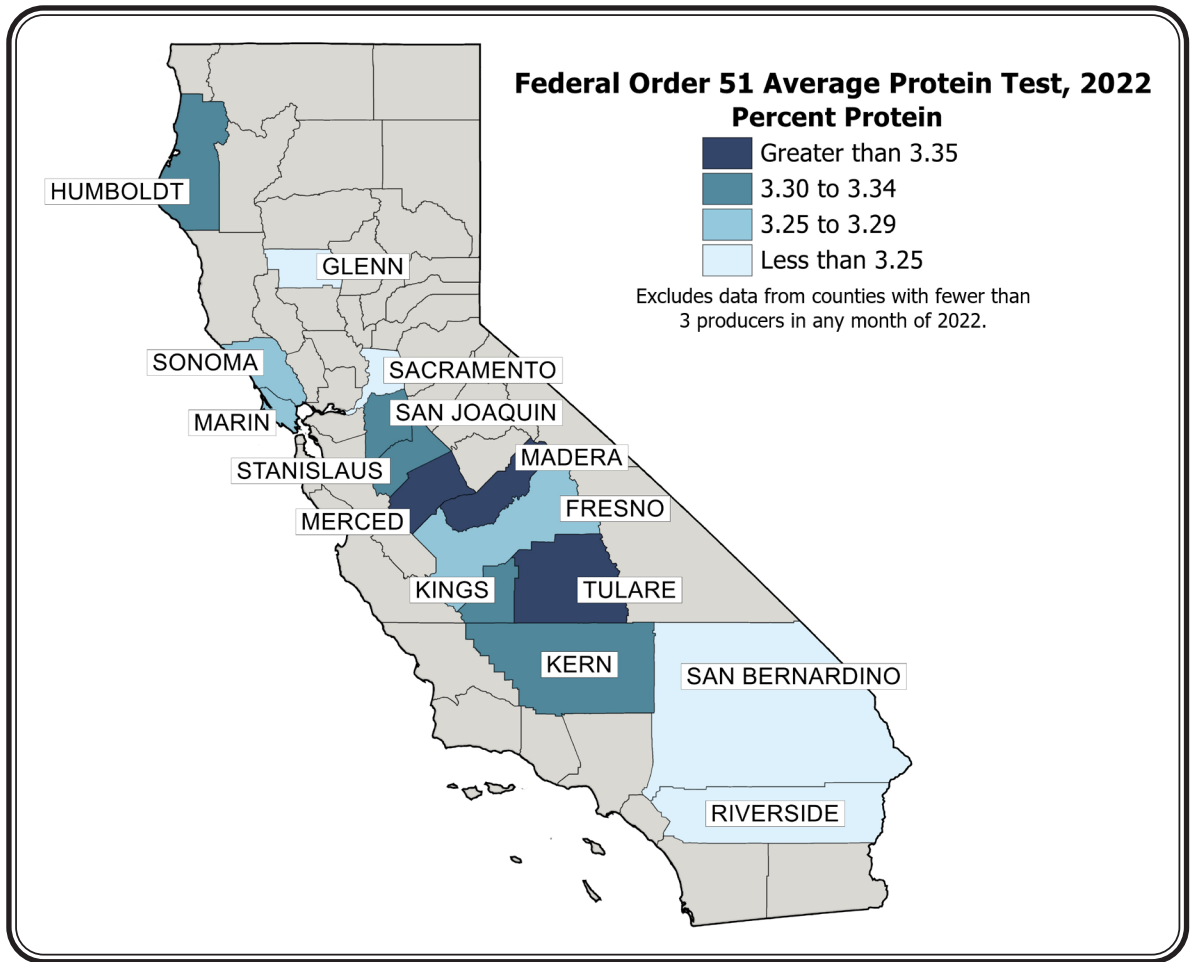 Federal Order 51 Average Protein Test, 2022
Percent Protein
Greater than 3.35
3.30 to 3.34
3.25 to 3.29
Less than 3.25
Excludes data from counties with fewer than
3 producers in any month of 2022.
HUMBOLDT
GLENN
SONOMA
SACRAMENTO
MARIN
SAN JOAQUIN
STANISLAUS
MADERA
MERCED
FRESNO
KINGS
TULARE
KERN
SAN BERNARDINO
RIVERSIDE